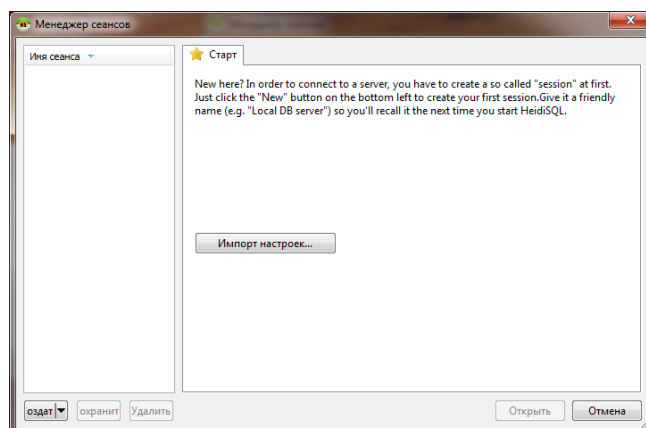 Менеджер сеансов
Имя сеанса
Старт
New here? In order to connect to a server, you have to create a so called "session" at first.
Just click the "New" button on the bottom left to create your first session.Give it a friendly
name (e.g. "Local DB server") so you'll recall it the next time you start HeidiSQL.
Импорт настроек...
оздат охранит Удалить Открыть Отмена